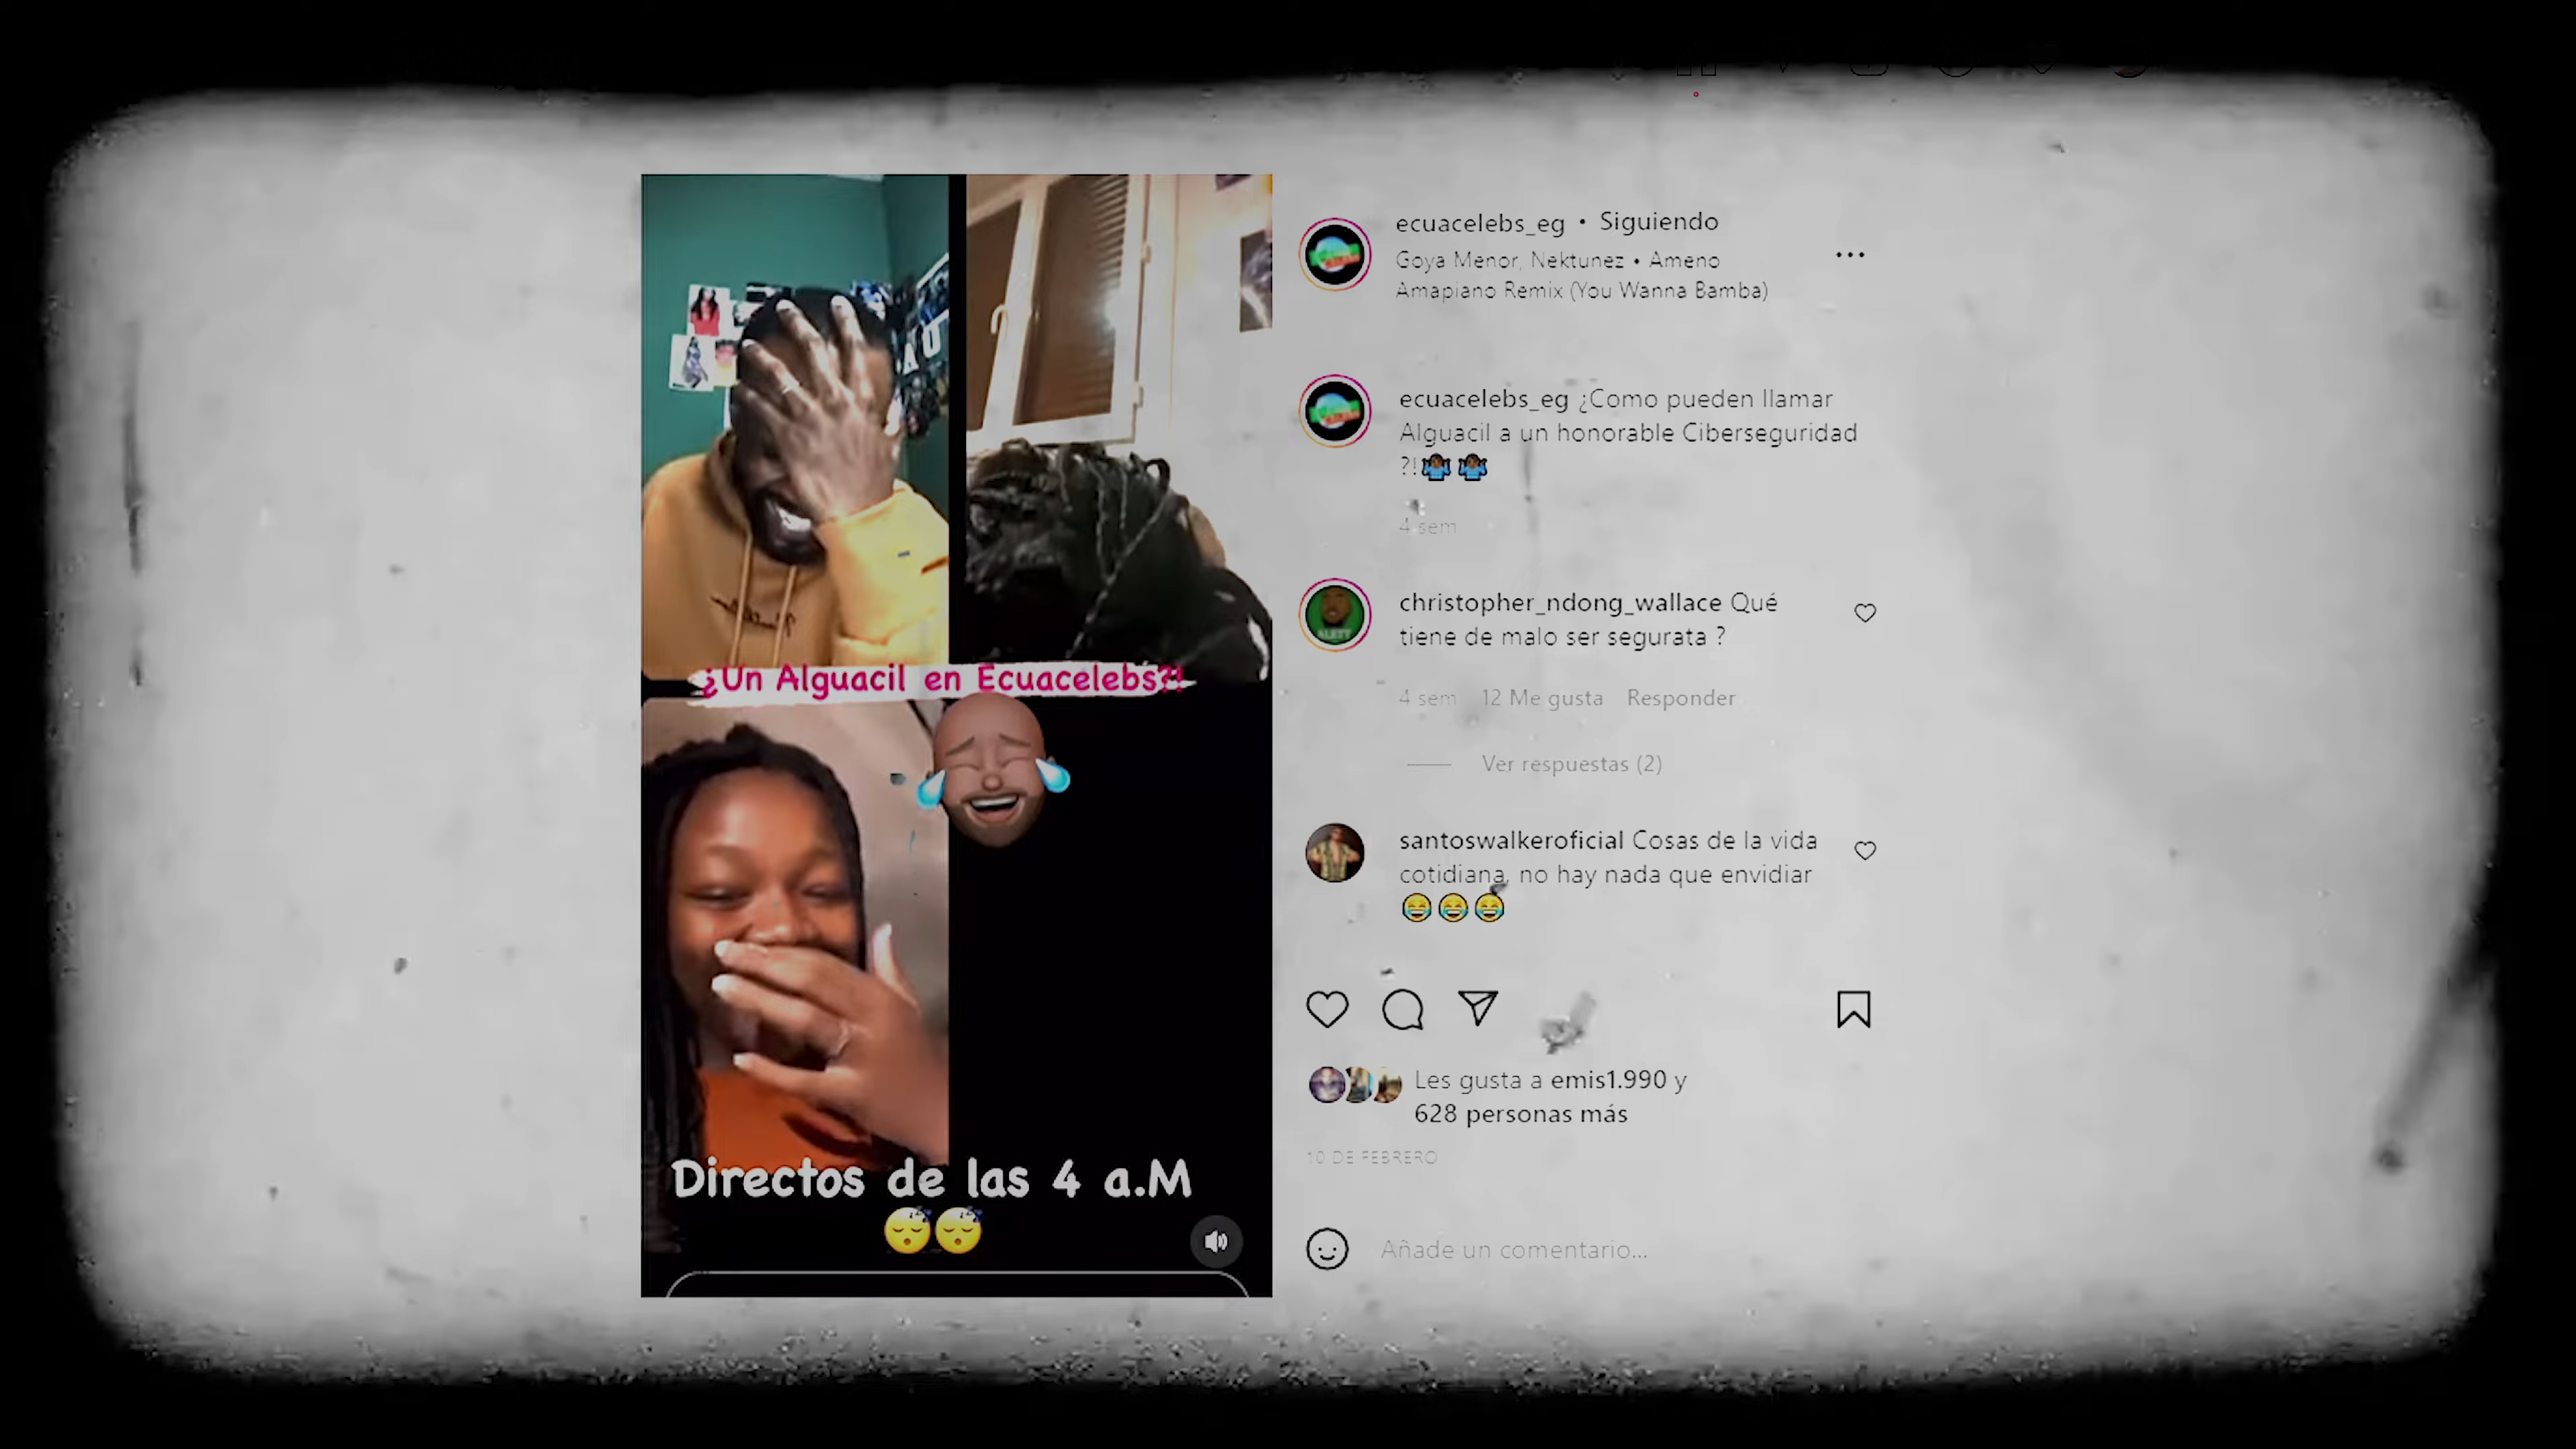 ¿Un Alguacil en Ecuacelebs?!
Directos de las 4 a.M
ecuacelebs_eg • Siguiendo
Goya Menor, Nektunez • Ameno
Amapiano Remix (You Wanna Bamba)
ecuacelebs_eg ¿Como pueden llamar
Alguacil a un honorable Ciberseguridad
?!
4 sem
christopher_ndong_wallace Qué
tiene de malo ser segurata ?
4 sem 12 Me gusta Responder
Ver respuestas (2)
santoswalkeroficial Cosas de la vida
cotidiana, no hay nada que envidiar
Les gusta a emis1.990 y
628 personas más
10 DE FEBRERO
Añade un comentario...